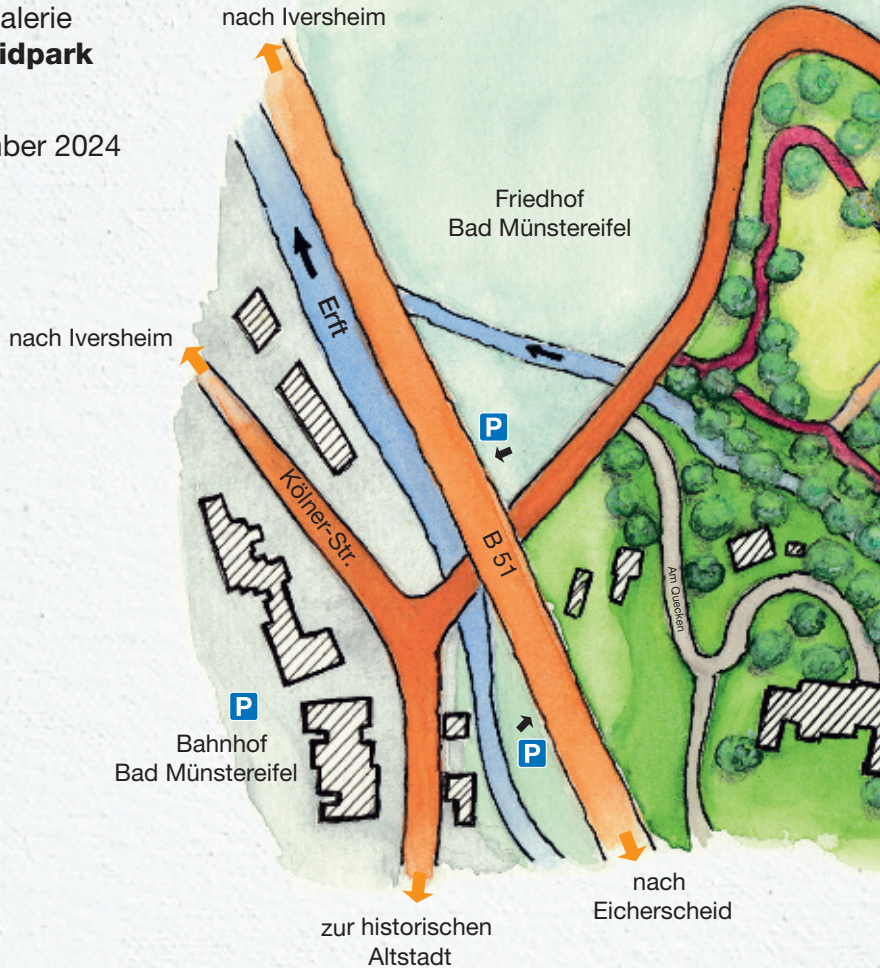 alerie
idpark
nber 2024
nach Iversheim
Friedhof
Bad Münstereifel
Erft
nach Iversheim
P
Kölner-Str.
B 51
Am Quecken
P
Bahnhof
Bad Münstereifel
P
nach
Eicherscheid
zur historischen
Altstadt